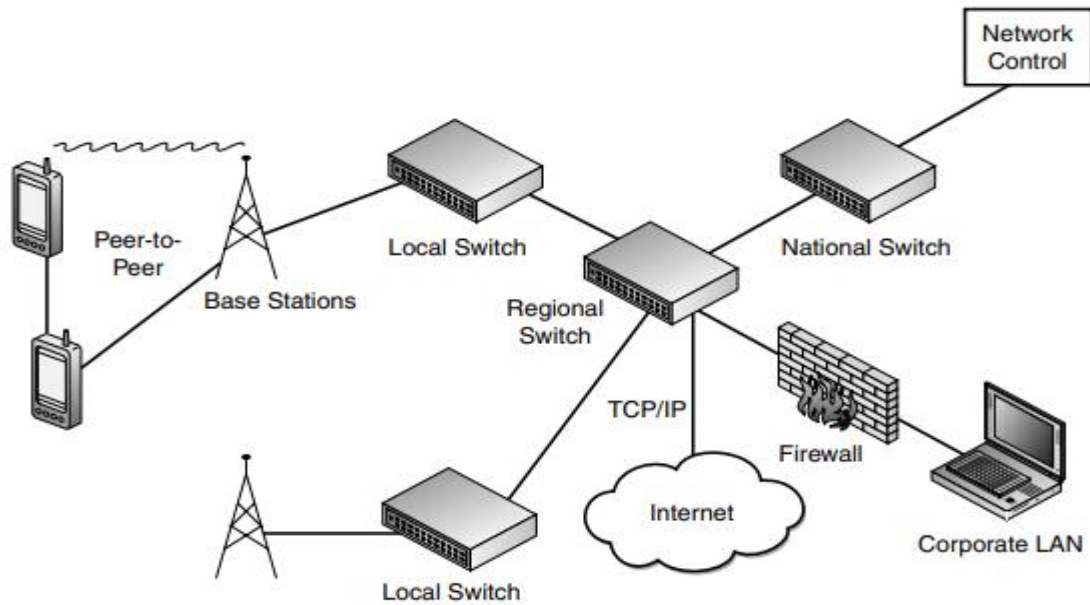 Network
Control
Peer-to-
Peer
Local Switch
National Switch
Base Stations
Regional
Switch
TCP/IP
Firewall
Internet
Corporate LAN
Local Switch